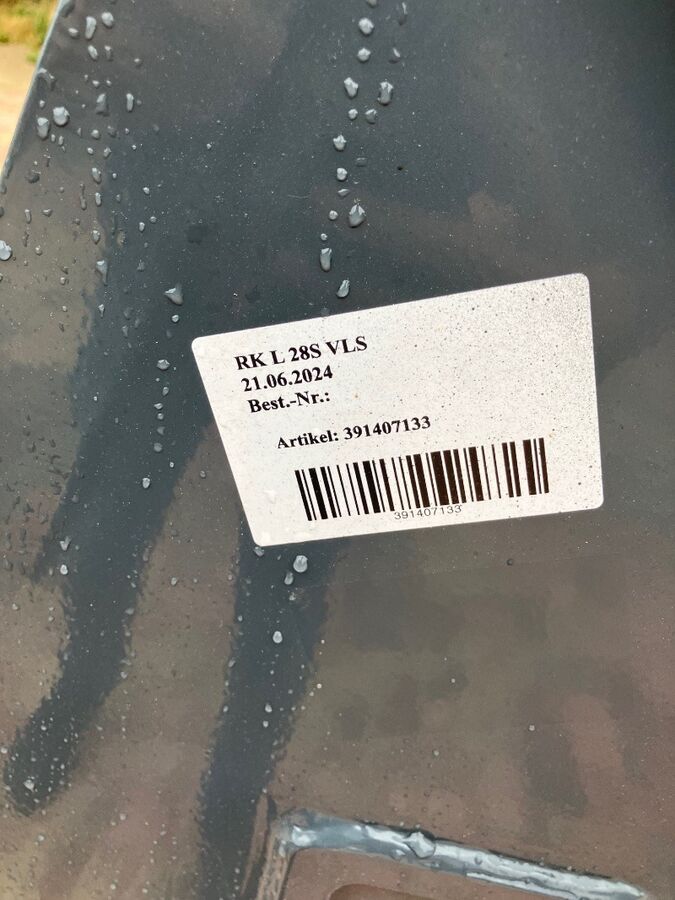 RK L 28S VLS
21.06.2024
Best.-Nr.:
Artikel: 391407133
391407133